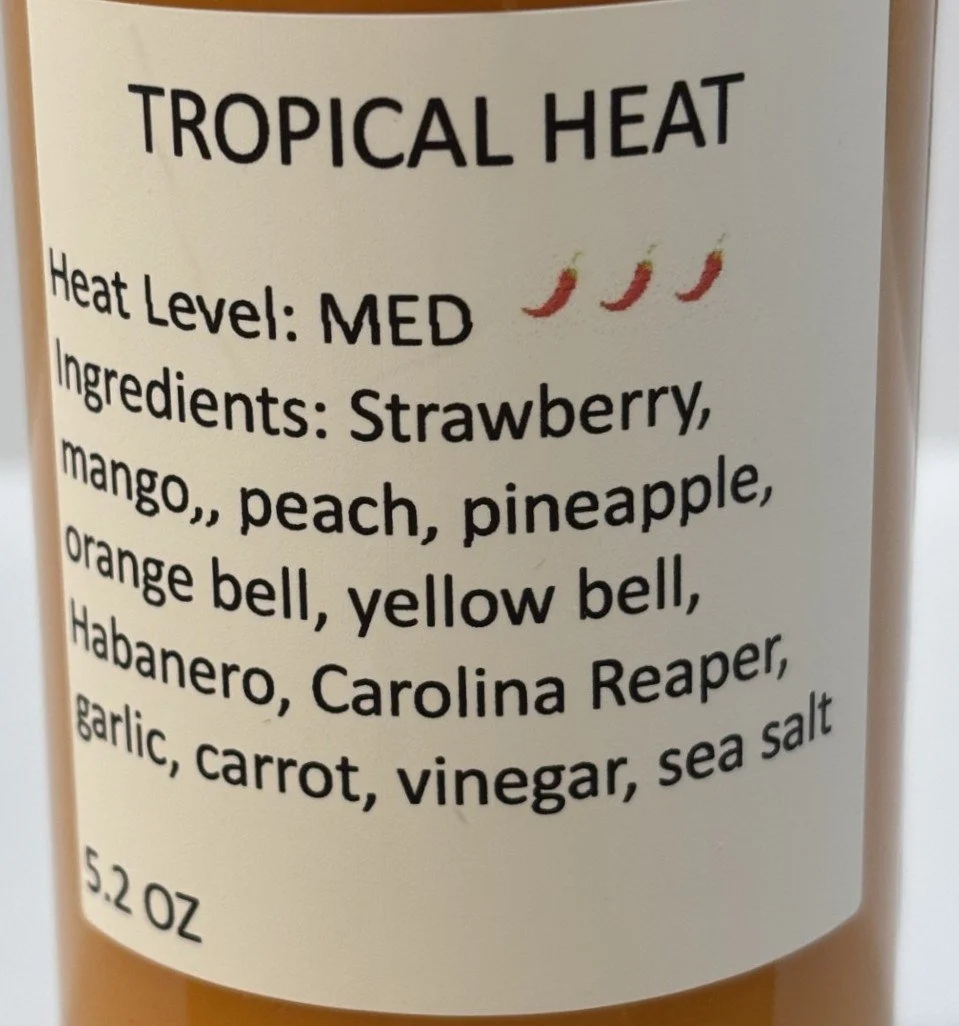 TROPICAL HEAT
Heat Level: MED
Ingredients: Strawberry,
mango,, peach, pineapple,
orange bell, yellow bell,
Habanero, Carolina Reaper,
garlic, carrot, vinegar, sea salt
5.2 OZ